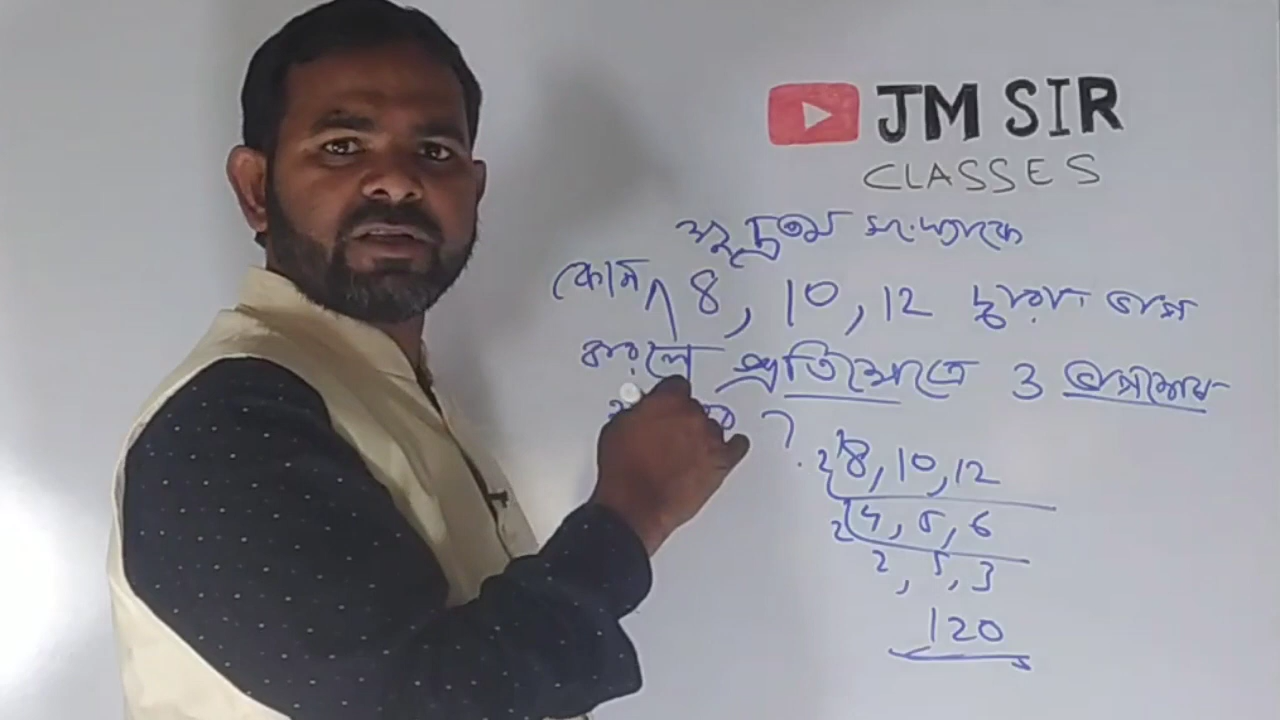 JM SIR
CLASSES
ক্ষুদ্রতম সংখ্যাকে
কোন 8, 10, 12 দ্বারা ভাগ
করলে প্রতিক্ষেত্রে 3 ভাগশেষ
?
2 8, 10, 12
2 4, 5, 6
2, 5, 3
120